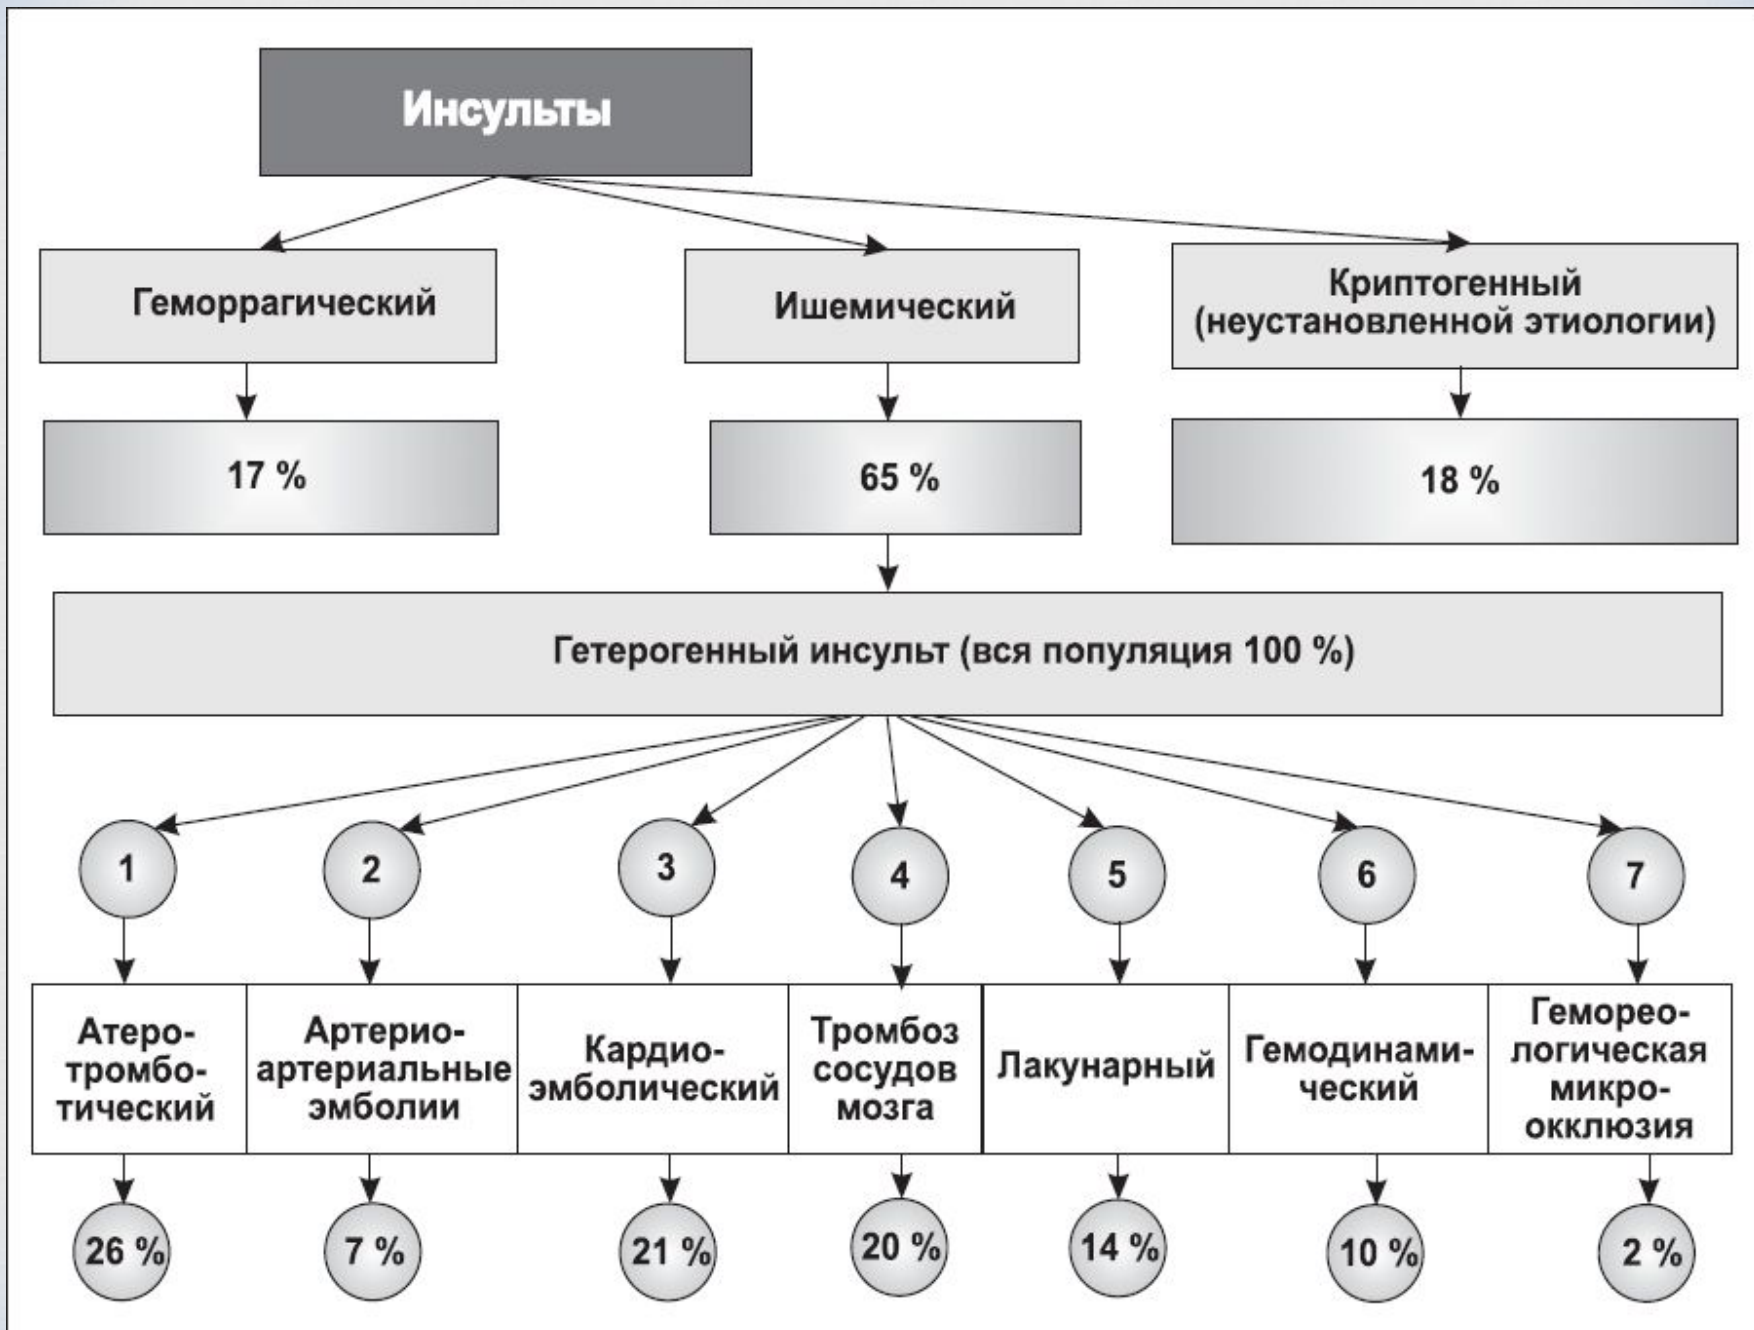 Инсульты
Геморрагический
Ишемический
Криптогенный
(неустановленной этиологии)
17 %
65 %
18 %
Гетерогенный инсульт (вся популяция 100 %)
1
2
3
4
5
6
7
Атеро-
тромбо-
тический
Артерио-
артериальные
эмболии
Кардио-
эмболический
Тромбоз
сосудов
мозга
Лакунарный
Гемодинами-
ческий
Геморео-
логическая
микро-
окклюзия
26 %
7 %
21 %
20 %
14 %
10 %
2 %